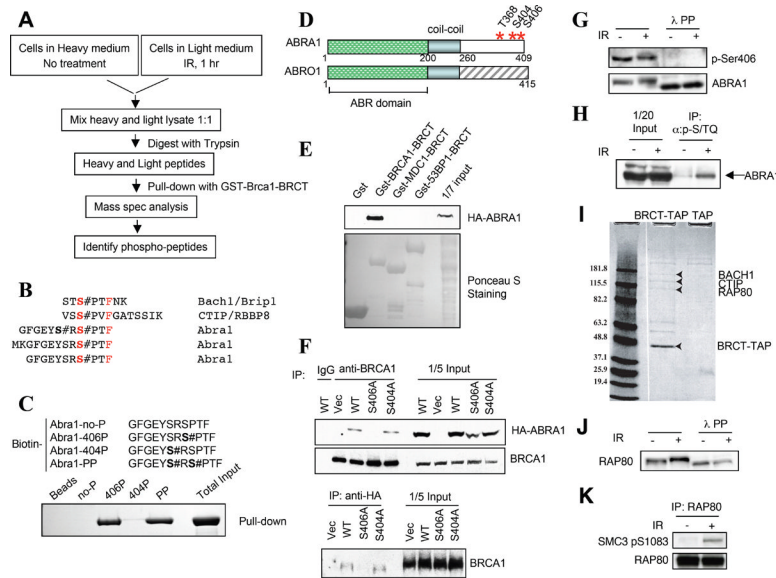 A
Cells in Heavy medium
No treatment
Cells in Light medium
IR, 1 hr
Mix heavy and light lysate 1:1
Digest with Trypsin
Heavy and Light peptides
Pull-down with GST-Brca1-BRCT
Mass spec analysis
Identify phospho-peptides
B
STS#PTFNK Bach1/Brip1
VSS#PVFGATSSIK CTIP/RBBP8
GFGEYS#RS#PTF Abra1
MKGFGEYSRS#PTF Abra1
GFGEYSRS#PTF Abra1
C
Biotin-
Abra1-no-P GFGEYSRSPTF
Abra1-406P GFGEYSRS#PTF
Abra1-404P GFGEYS#RSPTF
Abra1-PP GFGEYS#RS#PTF
Beads no-P 406P 404P PP Total Input
Pull-down
D
coil-coil
T368
S404
S406
* * *
ABRA1
1 200 260 409
ABRO1
1 415
ABR domain
E
Gst
Gst-BRCA1-BRCT
Gst-MDC1-BRCT
Gst-53BP1-BRCT
1/7 input
HA-ABRA1
Ponceau S
Staining
F
IP: IgG anti-BRCA1 1/5 Input
WT Vec WT S406A S404A Vec WT S406A S404A
HA-ABRA1
BRCA1
IP: anti-HA 1/5 Input
Vec WT S406A S404A Vec WT S406A S404A
BRCA1
G
λ PP
IR - + - +
p-Ser406
ABRA1
H
1/20
Input
IP:
α:p-S/TQ
IR - + - +
ABRA1
I
BRCT-TAP TAP
181.8
115.5
82.2
63.2
48.8
37.1
25.9
19.4
BACH1
CTIP
RAP80
BRCT-TAP
J
λ PP
IR - + - +
RAP80
K
IP: RAP80
IR - +
SMC3 pS1083
RAP80